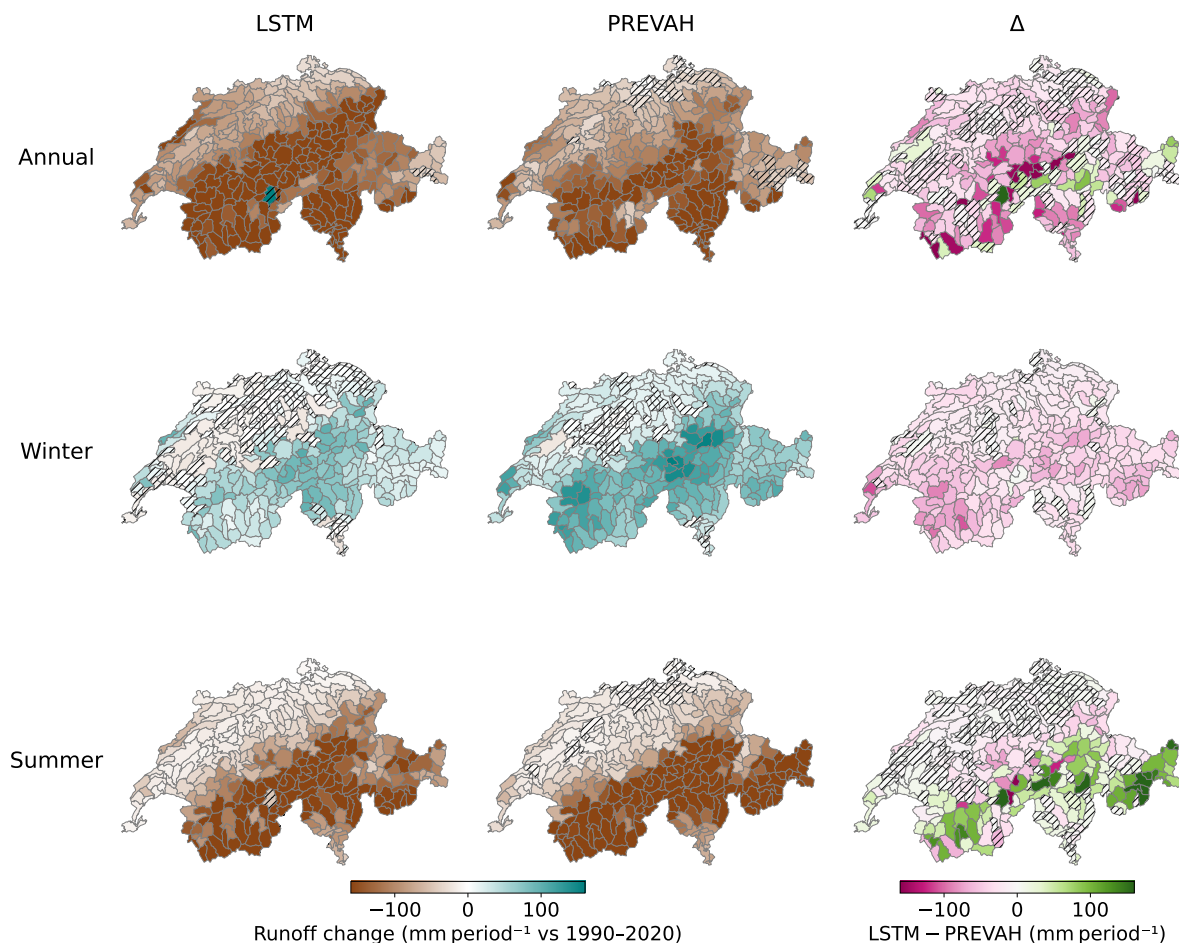 LSTM PREVAH Δ
Annual
Winter
Summer
−100 0 100 −100 0 100
Runoff change (mm period⁻¹ vs 1990–2020) LSTM − PREVAH (mm period⁻¹)